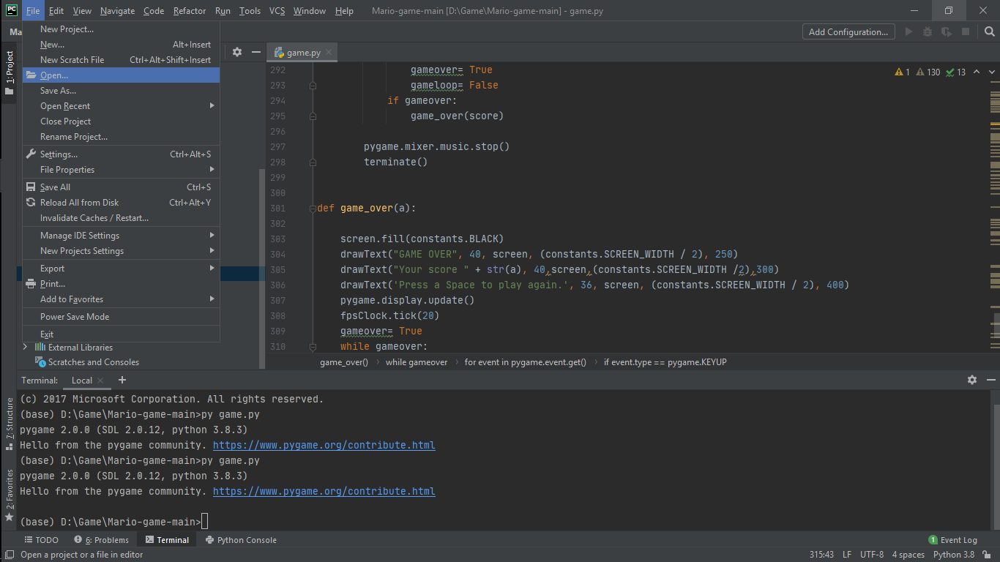 PC File Edit View Navigate Code Refactor Run Tools VCS Window Help Mario-game-main [D:\Game\Mario-game-main] - game.py
Ma
Add Configuration...
New Project...
New... Alt+Insert
New Scratch File Ctrl+Alt+Shift+Insert
Open...
Save As...
Open Recent
Close Project
Rename Project...
Settings... Ctrl+Alt+S
File Properties
Save All Ctrl+S
Reload All from Disk Ctrl+Alt+Y
Invalidate Caches / Restart...
Manage IDE Settings
New Projects Settings
Export
Print...
Add to Favorites
Power Save Mode
Exit
External Libraries
Scratches and Consoles
1: Project
7: Structure
2: Favorites
game.py
1 130 13
292 gameover= True
293 gameloop= False
294 if gameover:
295 game_over(score)
296
297 pygame.mixer.music.stop()
298 terminate()
299
300
301 def game_over(a):
302
303 screen.fill(constants.BLACK)
304 drawText("GAME OVER", 40, screen, (constants.SCREEN_WIDTH / 2), 250)
305 drawText("Your score " + str(a), 40,screen,(constants.SCREEN_WIDTH /2),300)
306 drawText('Press a Space to play again.', 36, screen, (constants.SCREEN_WIDTH / 2), 400)
307 pygame.display.update()
308 fpsClock.tick(20)
309 gameover= True
310 while gameover:
game_over() › while gameover › for event in pygame.event.get() › if event.type == pygame.KEYUP
Terminal: Local
(c) 2017 Microsoft Corporation. All rights reserved.
(base) D:\Game\Mario-game-main>py game.py
pygame 2.0.0 (SDL 2.0.12, python 3.8.3)
Hello from the pygame community. https://www.pygame.org/contribute.html
(base) D:\Game\Mario-game-main>py game.py
pygame 2.0.0 (SDL 2.0.12, python 3.8.3)
Hello from the pygame community. https://www.pygame.org/contribute.html
(base) D:\Game\Mario-game-main>
TODO 6: Problems Terminal Python Console 1 Event Log
Open a project or a file in editor 315:43 LF UTF-8 4 spaces Python 3.8